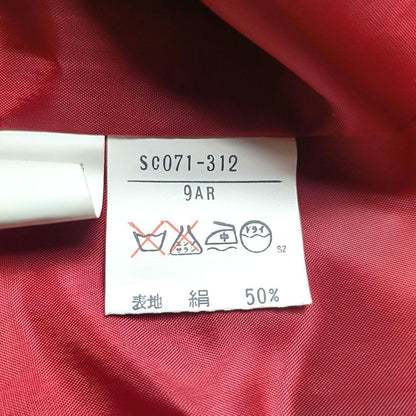 SC071-312
9AR
エンソ サラシ 中 ドライ
S2
表地 絹 50%